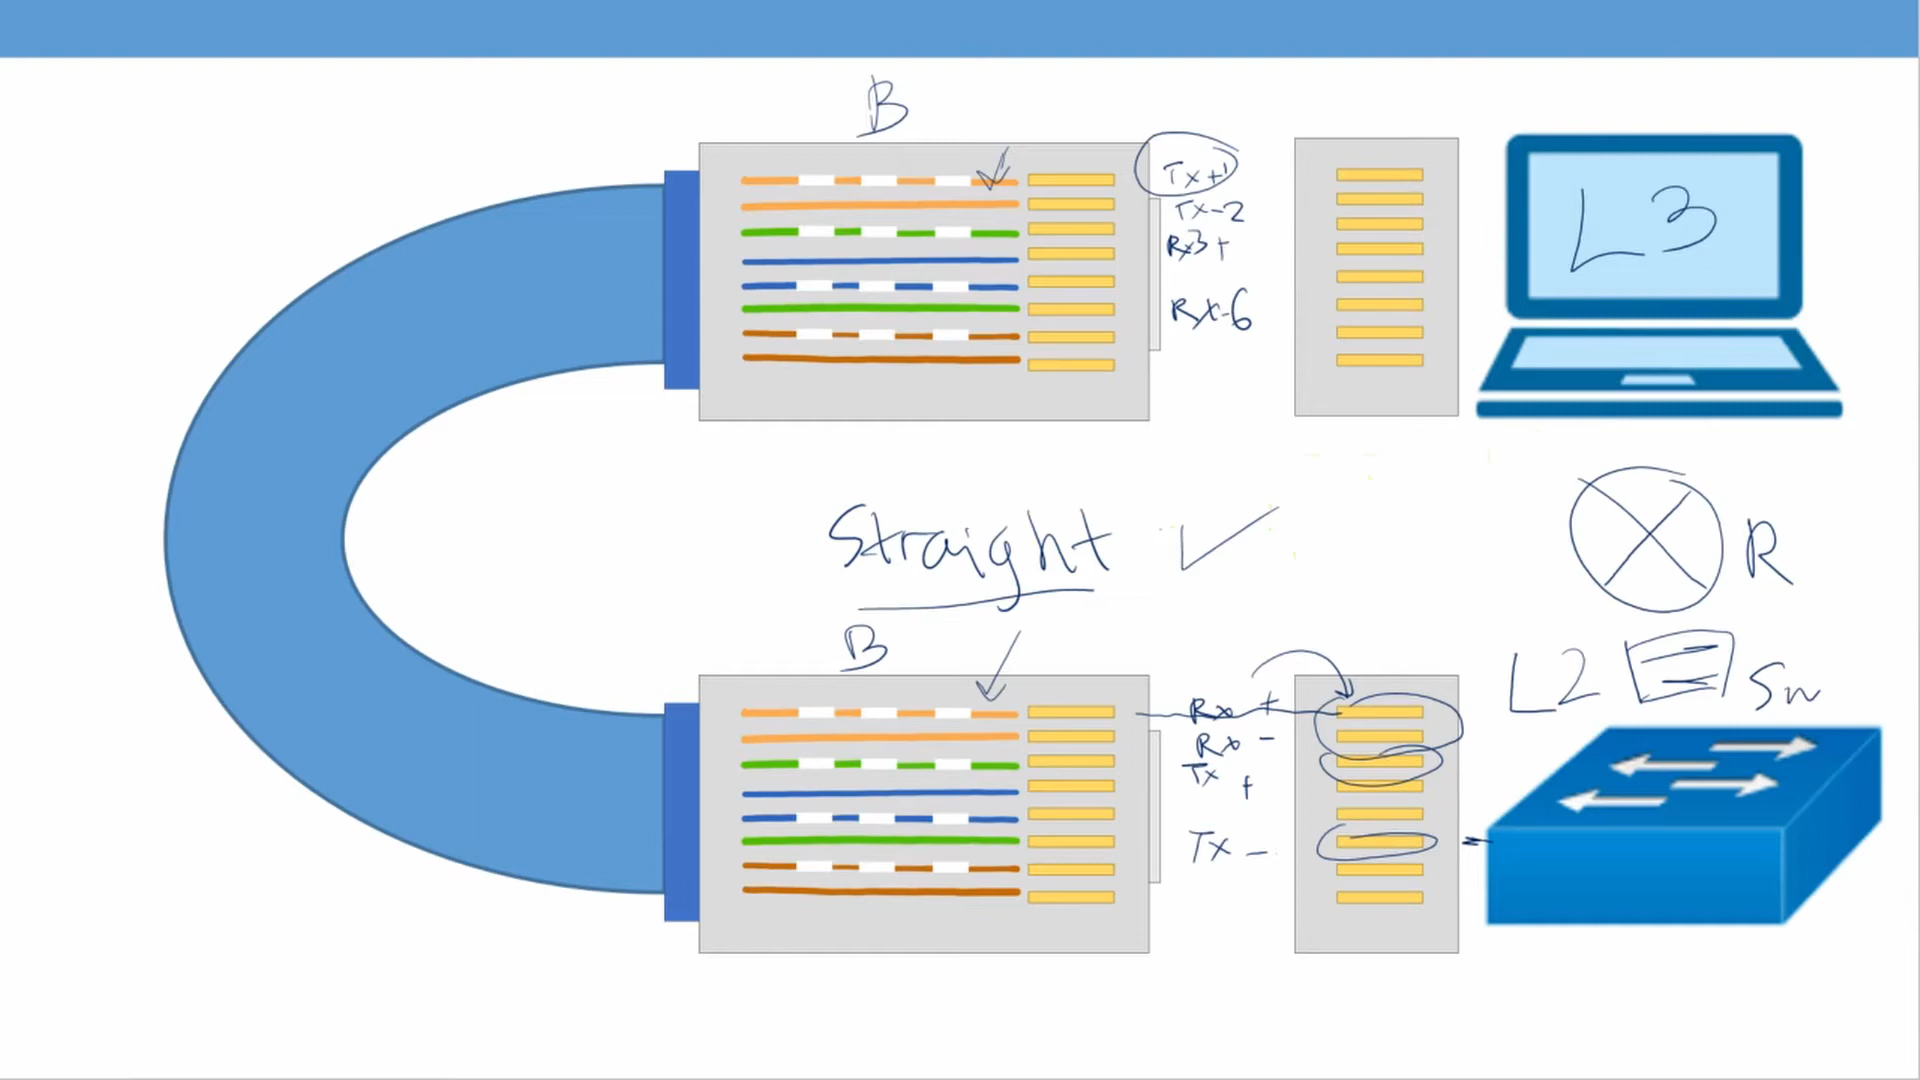 B
Tx+1
Tx-2
Rx3+
Rx-6
L3
Straight
R
B
L2
Sw
Rx +
Rx -
Tx +
Tx -